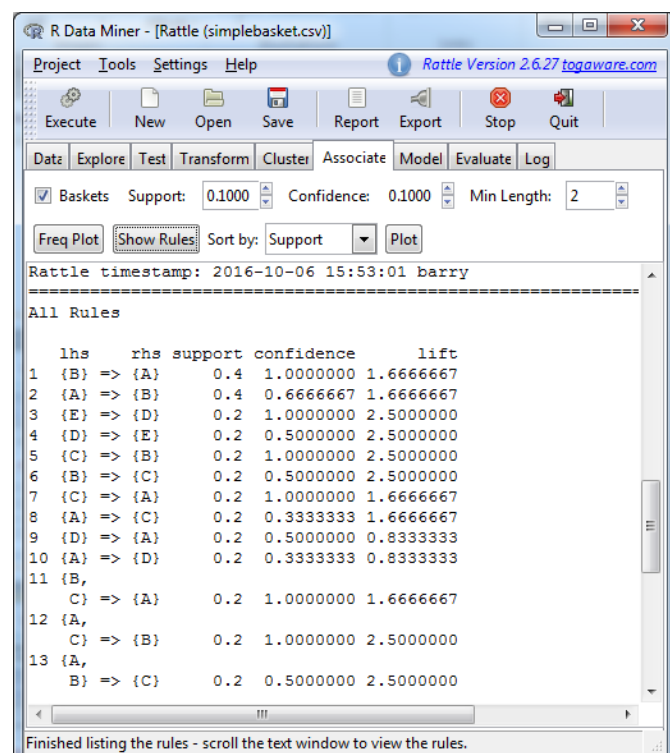 R Data Miner - [Rattle (simplebasket.csv)]
Project Tools Settings Help Rattle Version 2.6.27 togaware.com
Execute New Open Save Report Export Stop Quit
Data Explore Test Transform Cluster Associate Model Evaluate Log
Baskets Support: 0.1000 Confidence: 0.1000 Min Length: 2
Freq Plot Show Rules Sort by: Support Plot
Rattle timestamp: 2016-10-06 15:53:01 barry
======================================================================
All Rules
lhs rhs support confidence lift
1 {B} => {A} 0.4 1.0000000 1.6666667
2 {A} => {B} 0.4 0.6666667 1.6666667
3 {E} => {D} 0.2 1.0000000 2.5000000
4 {D} => {E} 0.2 0.5000000 2.5000000
5 {C} => {B} 0.2 1.0000000 2.5000000
6 {B} => {C} 0.2 0.5000000 2.5000000
7 {C} => {A} 0.2 1.0000000 1.6666667
8 {A} => {C} 0.2 0.3333333 1.6666667
9 {D} => {A} 0.2 0.5000000 0.8333333
10 {A} => {D} 0.2 0.3333333 0.8333333
11 {B,
C} => {A} 0.2 1.0000000 1.6666667
12 {A,
C} => {B} 0.2 1.0000000 2.5000000
13 {A,
B} => {C} 0.2 0.5000000 2.5000000
Finished listing the rules - scroll the text window to view the rules.